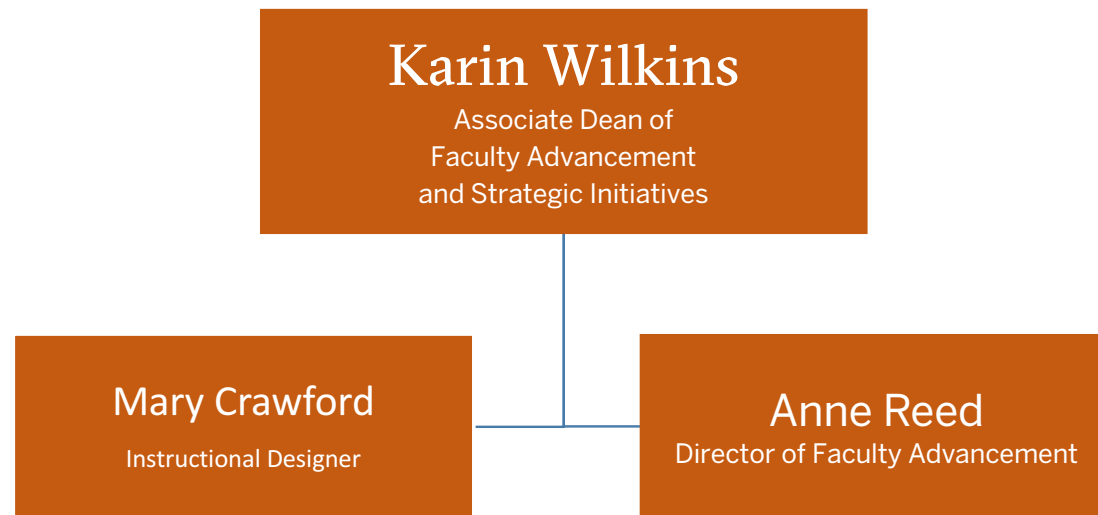 Karin Wilkins
Associate Dean of
Faculty Advancement
and Strategic Initiatives
Mary Crawford
Instructional Designer
Anne Reed
Director of Faculty Advancement